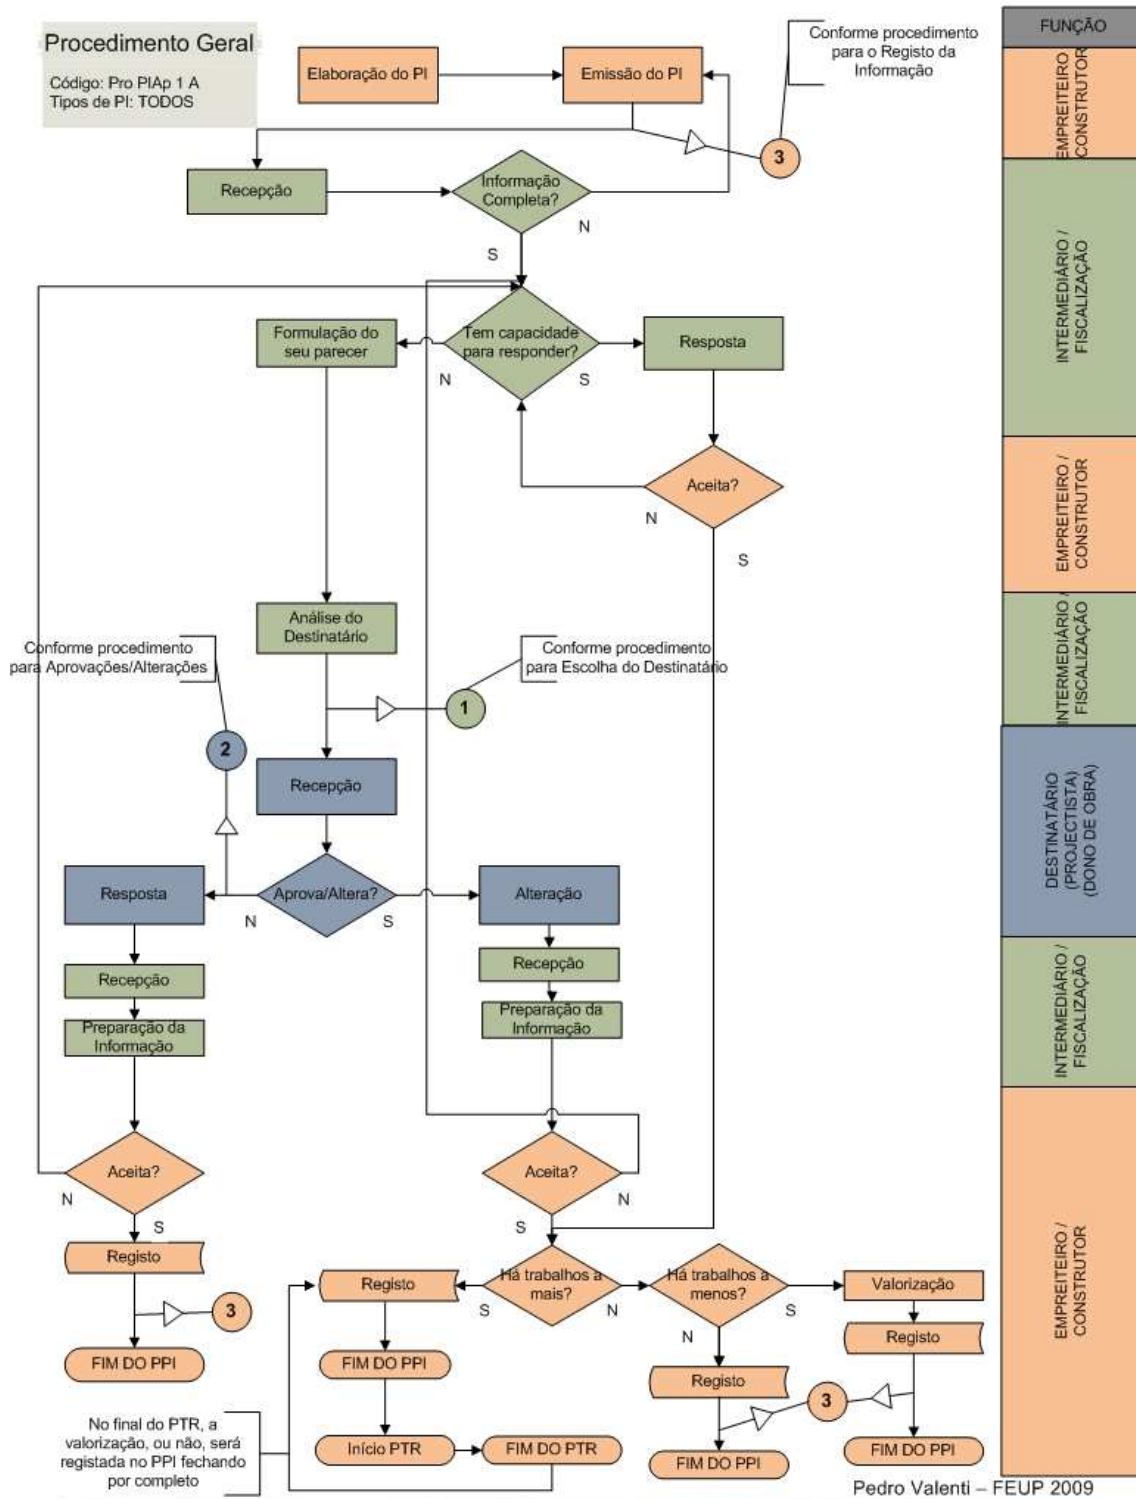 Procedimento Geral
Código: Pro PIAp 1 A
Tipos de PI: TODOS
Elaboração do PI
Emissão do PI
Conforme procedimento
para o Registo da
Informação
3
FUNÇÃO
EMPREITEIRO
CONSTRUTOR
Recepção
Informação
Completa?
N
S
INTERMEDIÁRIO /
FISCALIZAÇÃO
Formulação do
seu parecer
Tem capacidade
para responder?
Resposta
N
S
Aceita?
N
S
EMPREITEIRO /
CONSTRUTOR
Análise do
Destinatário
Conforme procedimento
para Aprovações/Alterações
Conforme procedimento
para Escolha do Destinatário
1
INTERMEDIÁRIO /
FISCALIZAÇÃO
2
Recepção
Resposta
Aprova/Altera?
Alteração
N
S
DESTINATÁRIO
(PROJECTISTA)
(DONO DE OBRA)
Recepção
Recepção
Preparação da
Informação
Preparação da
Informação
INTERMEDIÁRIO /
FISCALIZAÇÃO
Aceita?
N
S
Aceita?
N
S
Registo
3
FIM DO PPI
Registo
Há trabalhos a
mais?
S
N
Há trabalhos a
menos?
S
N
Valorização
Registo
FIM DO PPI
Registo
3
Início PTR
FIM DO PTR
FIM DO PPI
FIM DO PPI
No final do PTR, a
valorização, ou não, será
registada no PPI fechando
por completo
EMPREITEIRO /
CONSTRUTOR
Pedro Valenti – FEUP 2009